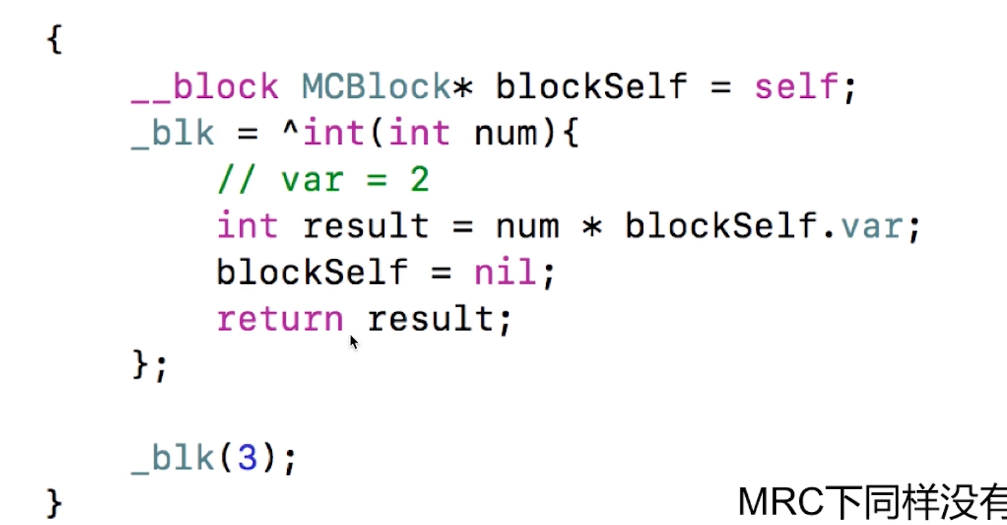 {
    __block MCBlock* blockSelf = self;
    _blk = ^int(int num){
        // var = 2
        int result = num * blockSelf.var;
        blockSelf = nil;
        return result;
    };

    _blk(3);
}
MRC下同样没有